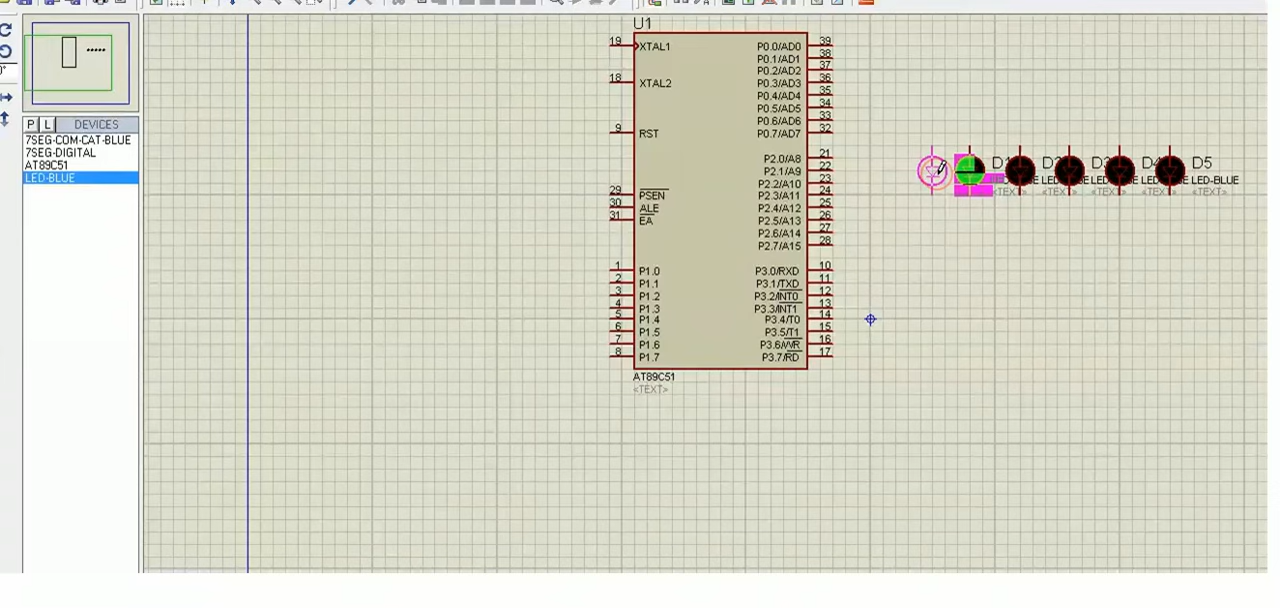 U1
P L DEVICES
7SEG-COM-CAT-BLUE
7SEG-DIGITAL
AT89C51
LED-BLUE
19 XTAL1
18 XTAL2
9 RST
29 PSEN
30 ALE
31 EA
1 P1.0
2 P1.1
3 P1.2
4 P1.3
5 P1.4
6 P1.5
7 P1.6
8 P1.7
P0.0/AD0 39
P0.1/AD1 38
P0.2/AD2 37
P0.3/AD3 36
P0.4/AD4 35
P0.5/AD5 34
P0.6/AD6 33
P0.7/AD7 32
P2.0/A8 21
P2.1/A9 22
P2.2/A10 23
P2.3/A11 24
P2.4/A12 25
P2.5/A13 26
P2.6/A14 27
P2.7/A15 28
P3.0/RXD 10
P3.1/TXD 11
P3.2/INT0 12
P3.3/INT1 13
P3.4/T0 14
P3.5/T1 15
P3.6/WR 16
P3.7/RD 17
AT89C51
<TEXT>
D5
LED-BLUE
<TEXT>